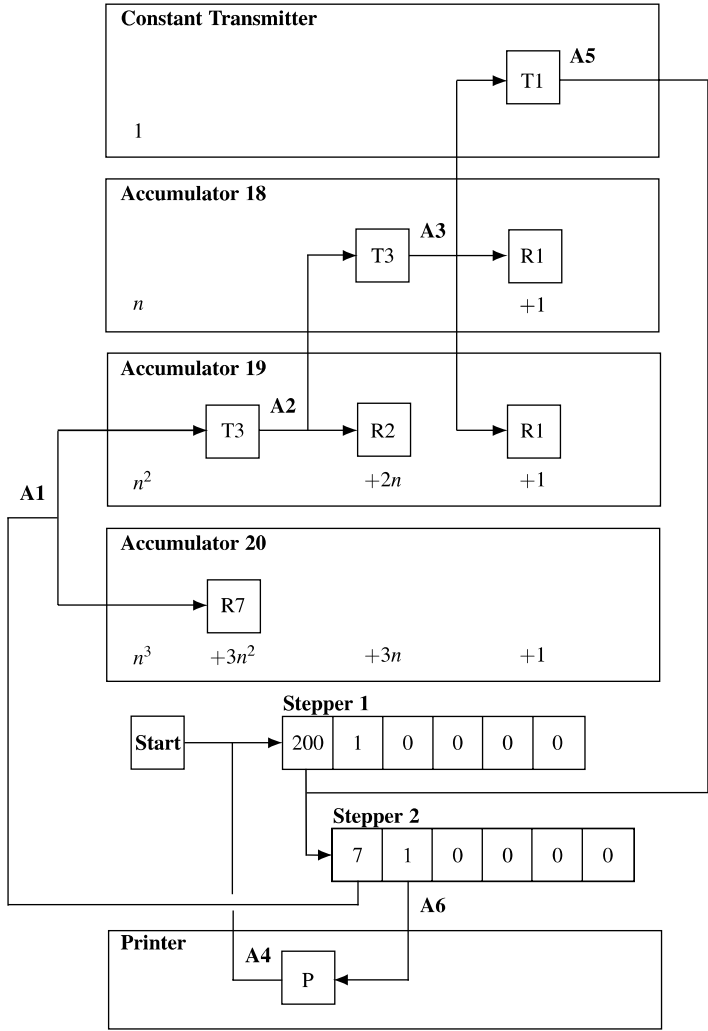 Constant Transmitter
T1 A5
1
Accumulator 18
T3 A3 R1
n +1
Accumulator 19
T3 A2 R2 R1
n² +2n +1
A1
Accumulator 20
R7
n³ +3n² +3n +1
Stepper 1
Start 200 1 0 0 0 0
Stepper 2
7 1 0 0 0 0
A6
Printer
A4 P